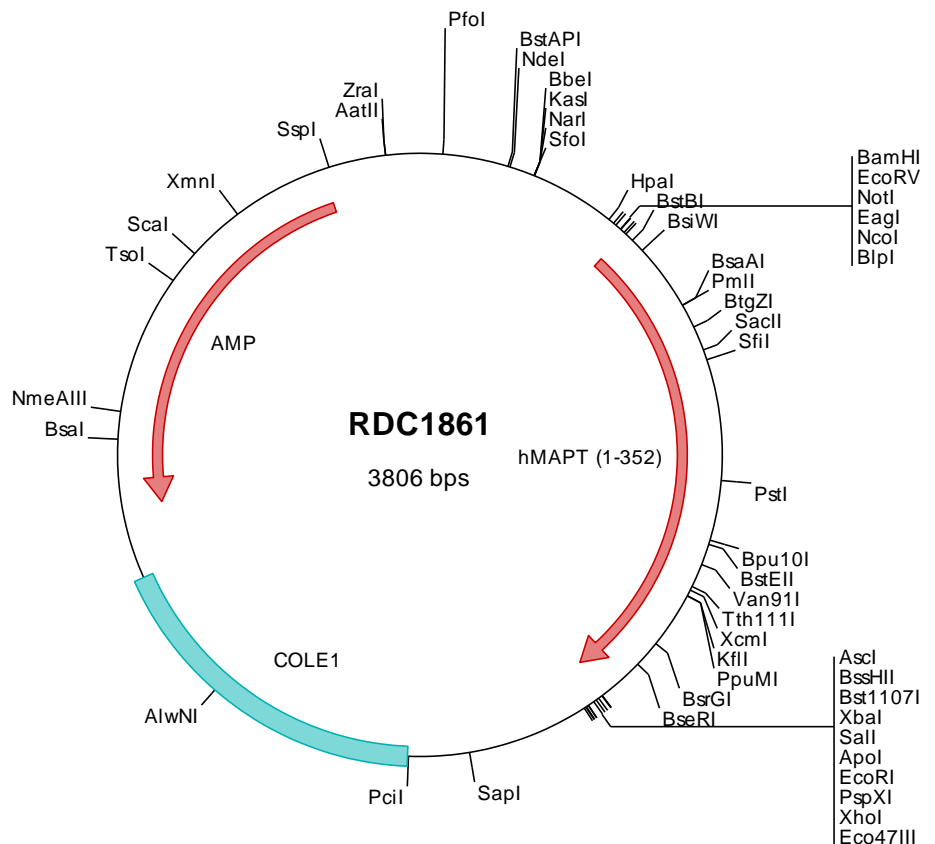 PfoI
BstAPI
NdeI
BbeI
KasI
NarI
SfoI
ZraI
AatII
SspI
XmnI
ScaI
TsoI
HpaI
BstBI
BsiWI
BamHI
EcoRV
NotI
EagI
NcoI
BlpI
BsaAI
PmlI
BtgZI
SacII
SfiI
AMP
NmeAIII
BsaI
RDC1861
3806 bps
hMAPT (1-352)
PstI
Bpu10I
BstEII
Van91I
Tth111I
XcmI
KflI
PpuMI
BsrGI
BseRI
COLE1
AlwNI
PciI
SapI
AscI
BssHII
Bst1107I
XbaI
SalI
ApoI
EcoRI
PspXI
XhoI
Eco47III